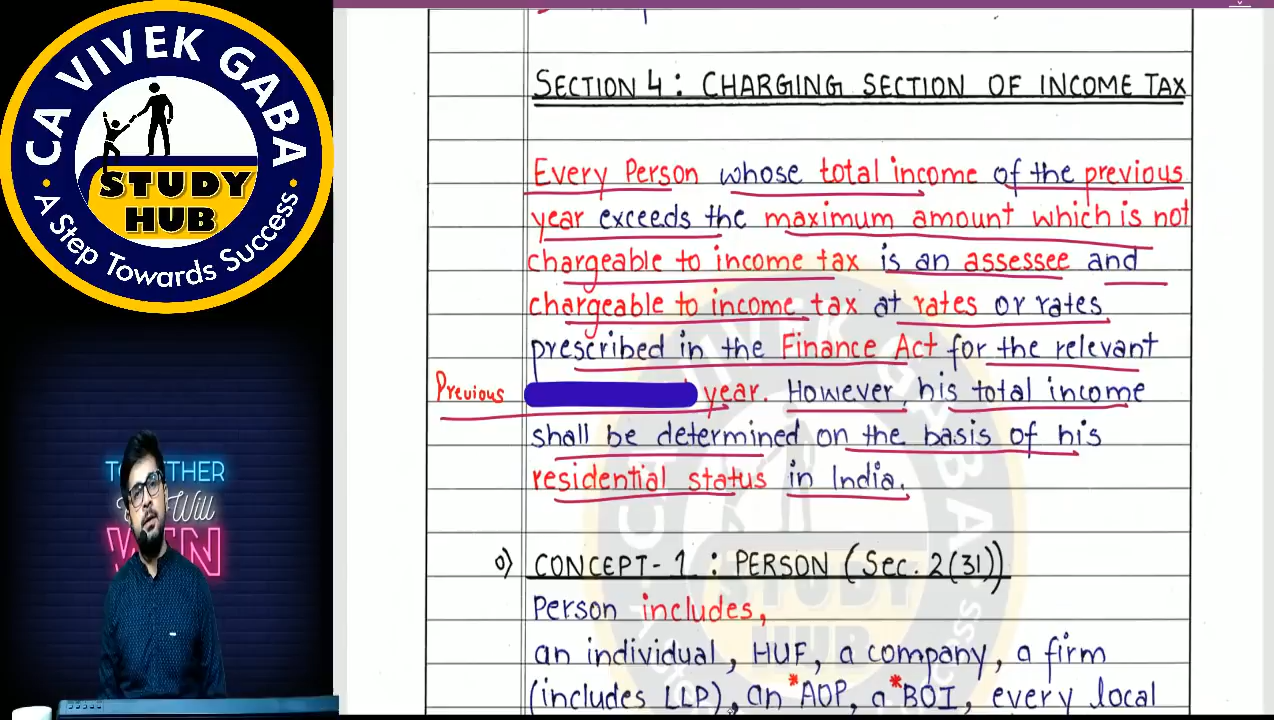 CA VIVEK GABA
STUDY
HUB
A Step Towards Success
TOGETHER
We Will
WIN
SECTION 4 : CHARGING SECTION OF INCOME TAX
Every Person whose total income of the previous
year exceeds the maximum amount which is not
chargeable to income tax is an assessee and
chargeable to income tax at rates or rates
prescribed in the Finance Act for the relevant
Previous year. However, his total income
shall be determined on the basis of his
residential status in India.
o) CONCEPT- 1 : PERSON (Sec. 2(31))
Person includes,
an individual, HUF, a company, a firm
(includes LLP), an *AOP, a *BOI, every local